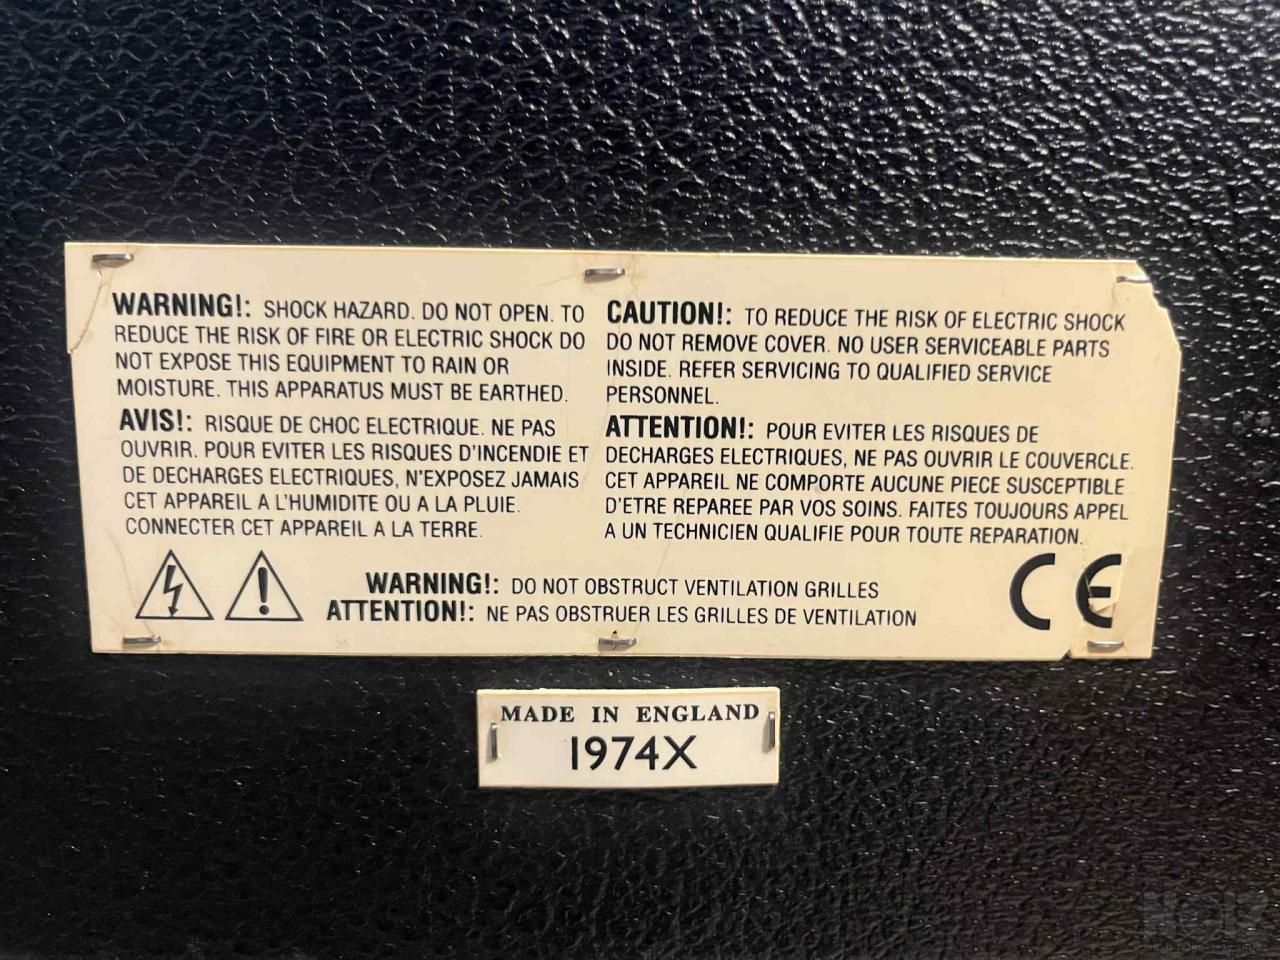 WARNING!: SHOCK HAZARD. DO NOT OPEN. TO
REDUCE THE RISK OF FIRE OR ELECTRIC SHOCK DO
NOT EXPOSE THIS EQUIPMENT TO RAIN OR
MOISTURE. THIS APPARATUS MUST BE EARTHED.
AVIS!: RISQUE DE CHOC ELECTRIQUE. NE PAS
OUVRIR. POUR EVITER LES RISQUES D'INCENDIE ET
DE DECHARGES ELECTRIQUES, N'EXPOSEZ JAMAIS
CET APPAREIL A L'HUMIDITE OU A LA PLUIE.
CONNECTER CET APPAREIL A LA TERRE.
CAUTION!: TO REDUCE THE RISK OF ELECTRIC SHOCK
DO NOT REMOVE COVER. NO USER SERVICEABLE PARTS
INSIDE. REFER SERVICING TO QUALIFIED SERVICE
PERSONNEL.
ATTENTION!: POUR EVITER LES RISQUES DE
DECHARGES ELECTRIQUES, NE PAS OUVRIR LE COUVERCLE.
CET APPAREIL NE COMPORTE AUCUNE PIECE SUSCEPTIBLE
D'ETRE REPAREE PAR VOS SOINS. FAITES TOUJOURS APPEL
A UN TECHNICIEN QUALIFIE POUR TOUTE REPARATION.
WARNING!: DO NOT OBSTRUCT VENTILATION GRILLES
ATTENTION!: NE PAS OBSTRUER LES GRILLES DE VENTILATION
CE
MADE IN ENGLAND
1974X